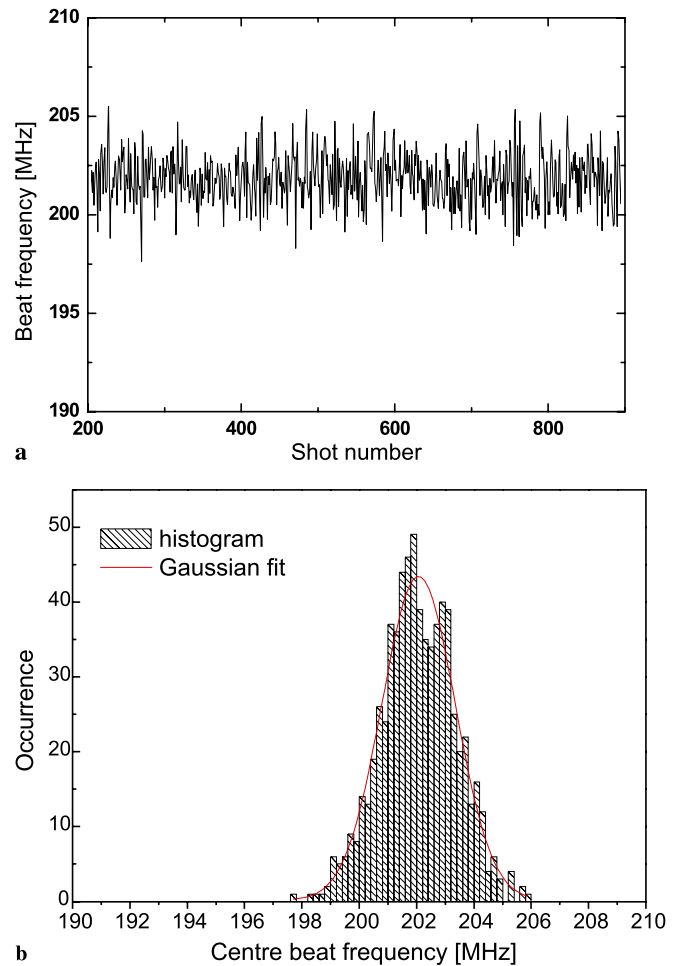 210
205
200
195
190
Beat frequency [MHz]
200 400 600 800
Shot number
a
50
40
30
20
10
0
Occurrence
histogram
Gaussian fit
190 192 194 196 198 200 202 204 206 208 210
Centre beat frequency [MHz]
b